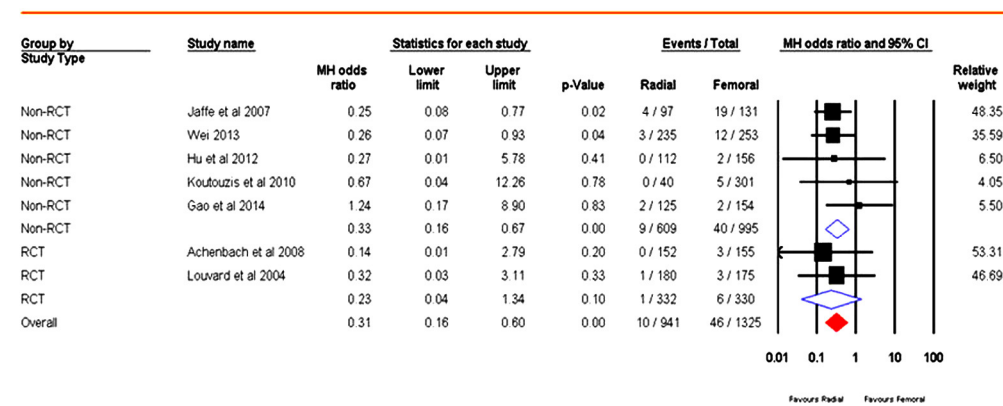 Group by Study name Statistics for each study Events / Total MH odds ratio and 95% CI
Study Type
MH odds ratio Lower limit Upper limit p-Value Radial Femoral Relative weight
Non-RCT Jaffe et al 2007 0.25 0.08 0.77 0.02 4 / 97 19 / 131 48.35
Non-RCT Wei 2013 0.26 0.07 0.93 0.04 3 / 235 12 / 253 35.59
Non-RCT Hu et al 2012 0.27 0.01 5.78 0.41 0 / 112 2 / 156 6.50
Non-RCT Koutouzis et al 2010 0.67 0.04 12.26 0.78 0 / 40 5 / 301 4.05
Non-RCT Gao et al 2014 1.24 0.17 8.90 0.83 2 / 125 2 / 154 5.50
Non-RCT 0.33 0.16 0.67 0.00 9 / 609 40 / 995
RCT Achenbach et al 2008 0.14 0.01 2.79 0.20 0 / 152 3 / 155 53.31
RCT Louvard et al 2004 0.32 0.03 3.11 0.33 1 / 180 3 / 175 46.69
RCT 0.23 0.04 1.34 0.10 1 / 332 6 / 330
Overall 0.31 0.16 0.60 0.00 10 / 941 46 / 1325
0.01 0.1 1 10 100
Favours Radial Favours Femoral